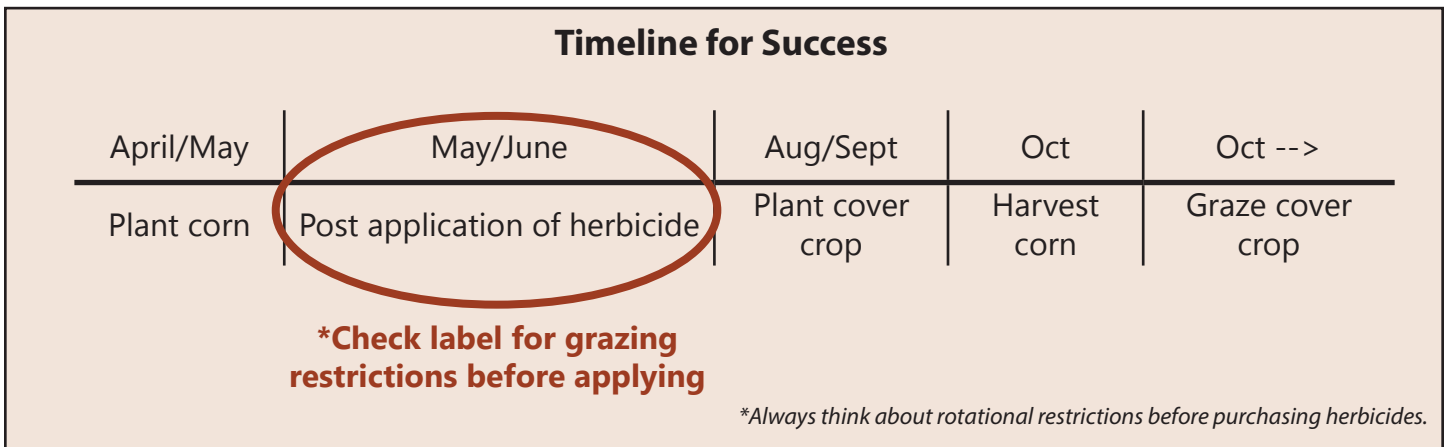 Timeline for Success
April/May
May/June
Aug/Sept
Oct
Oct -->
Plant corn
Post application of herbicide
Plant cover
crop
Harvest
corn
Graze cover
crop
*Check label for grazing
restrictions before applying
*Always think about rotational restrictions before purchasing herbicides.